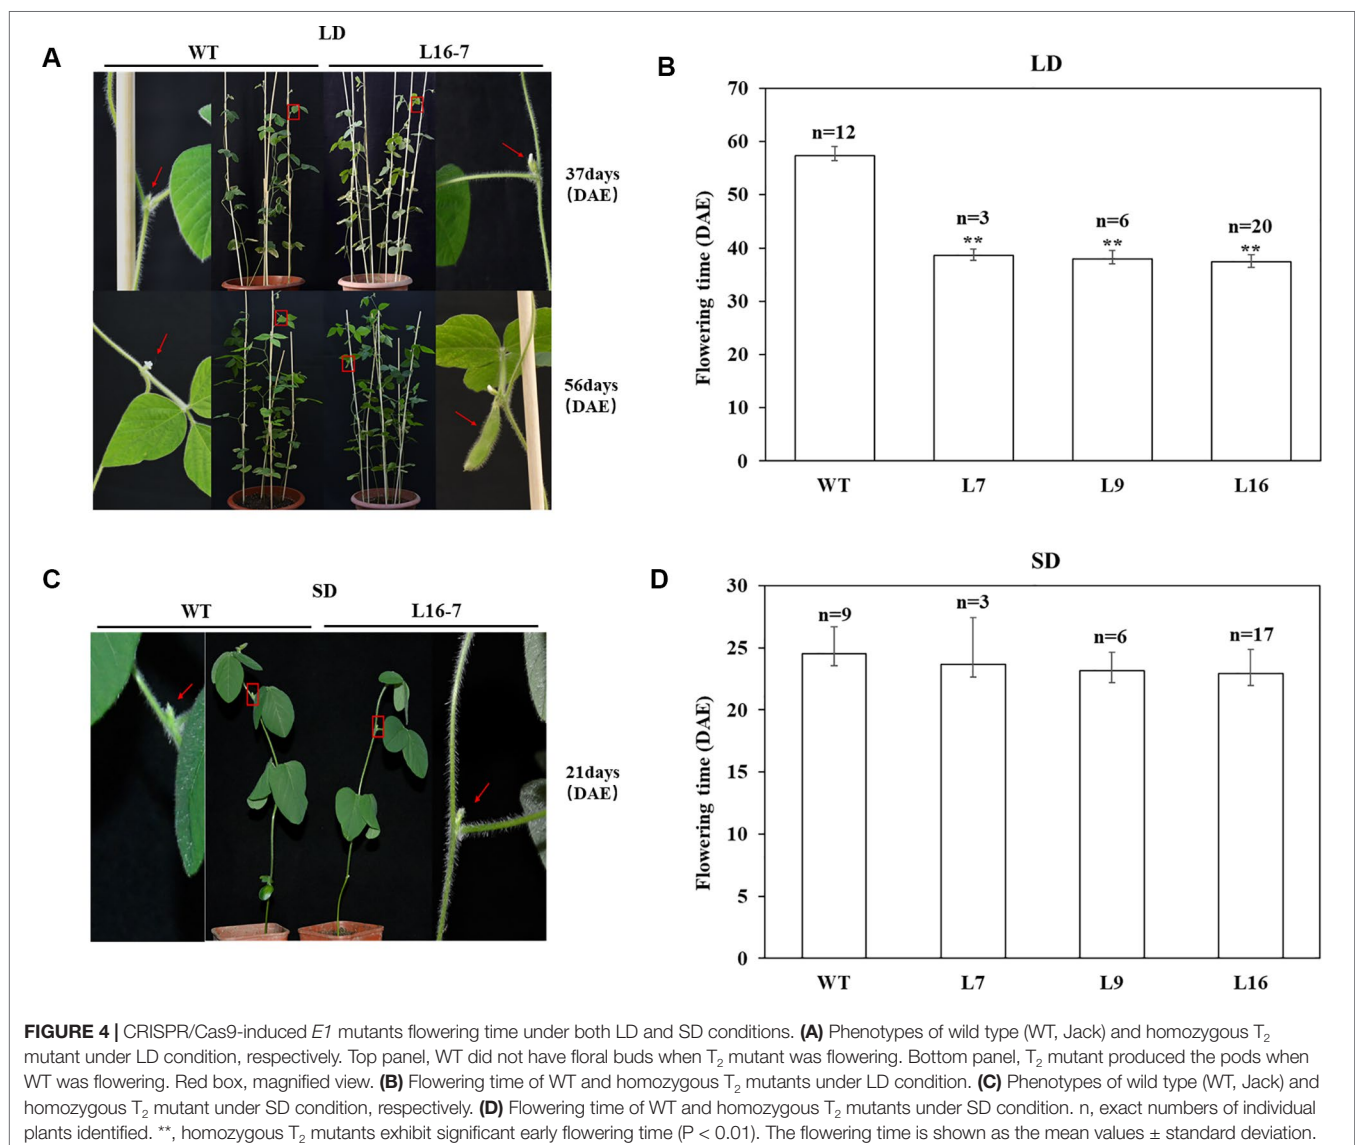 A
LD
WT
L16-7
37days
(DAE)
56days
(DAE)
B
LD
Flowering time (DAE)
70
60
50
40
30
20
10
0
n=12
n=3
**
n=6
**
n=20
**
WT
L7
L9
L16
C
SD
WT
L16-7
21days
(DAE)
D
SD
Flowering time (DAE)
30
25
20
15
10
5
0
n=9
n=3
n=6
n=17
WT
L7
L9
L16
FIGURE 4 | CRISPR/Cas9-induced E1 mutants flowering time under both LD and SD conditions. (A) Phenotypes of wild type (WT, Jack) and homozygous T2
mutant under LD condition, respectively. Top panel, WT did not have floral buds when T2 mutant was flowering. Bottom panel, T2 mutant produced the pods when
WT was flowering. Red box, magnified view. (B) Flowering time of WT and homozygous T2 mutants under LD condition. (C) Phenotypes of wild type (WT, Jack) and
homozygous T2 mutant under SD condition, respectively. (D) Flowering time of WT and homozygous T2 mutants under SD condition. n, exact numbers of individual
plants identified. **, homozygous T2 mutants exhibit significant early flowering time (P < 0.01). The flowering time is shown as the mean values ± standard deviation.